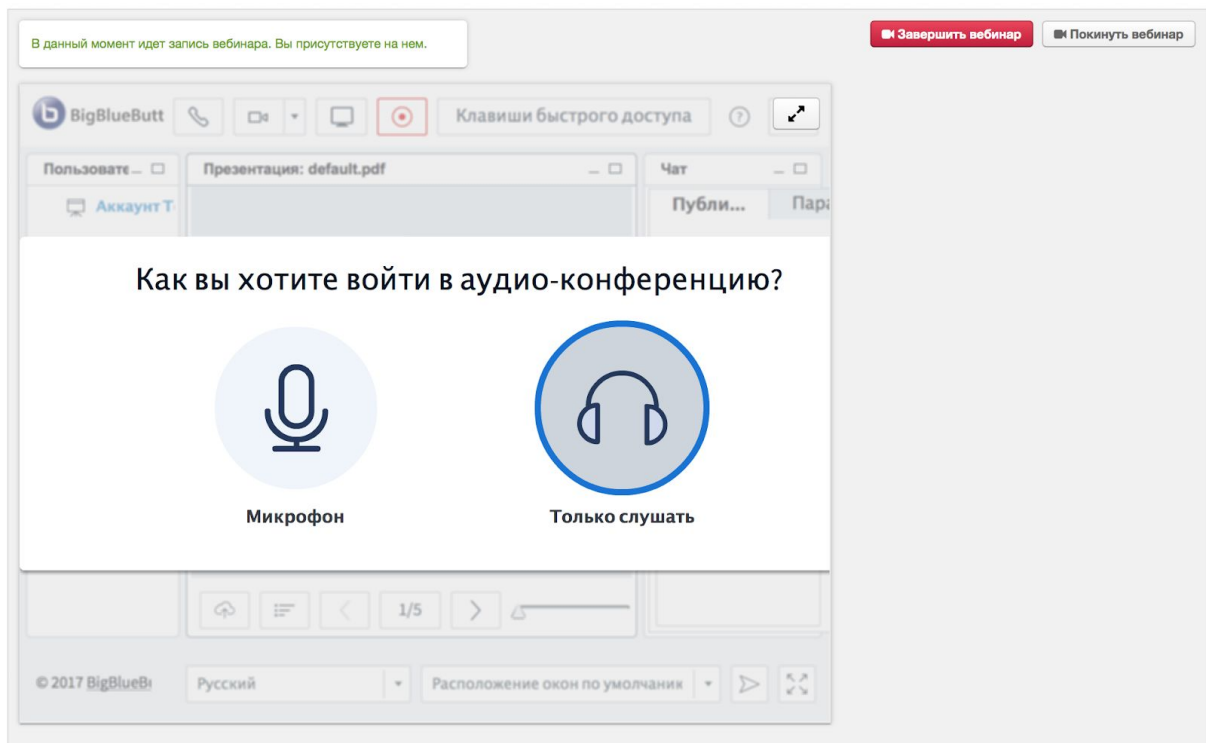 В данный момент идет запись вебинара. Вы присутствуете на нем.
Завершить вебинар
Покинуть вебинар
BigBlueButt
Клавиши быстрого доступа
Пользовате
Презентация: default.pdf
Чат
Аккаунт Т
Публи...
Пара
Как вы хотите войти в аудио-конференцию?
Микрофон
Только слушать
1/5
© 2017 BigBlueB
Русский
Расположение окон по умолчани